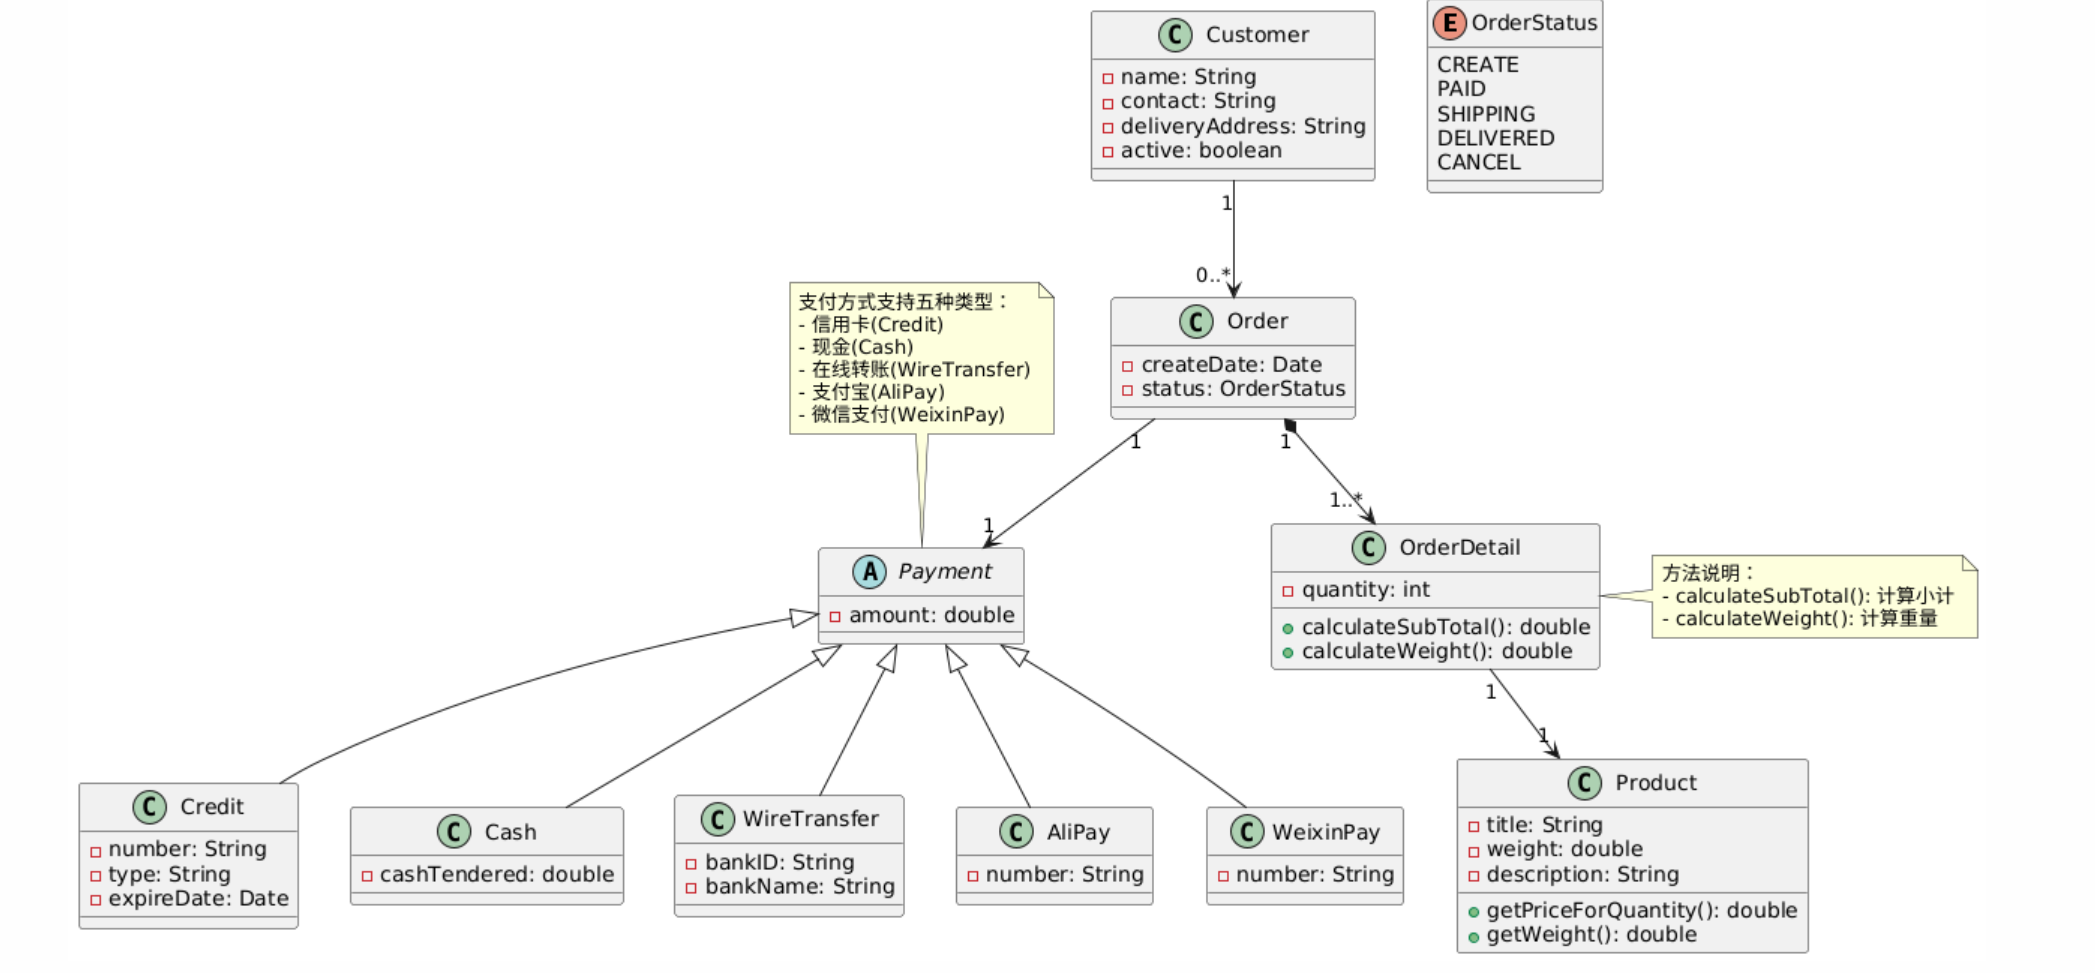 C Customer
name: String
contact: String
deliveryAddress: String
active: boolean
E OrderStatus
CREATE
PAID
SHIPPING
DELIVERED
CANCEL
1
0..*
支付方式支持五种类型：
- 信用卡(Credit)
- 现金(Cash)
- 在线转账(WireTransfer)
- 支付宝(AliPay)
- 微信支付(WeixinPay)
C Order
createDate: Date
status: OrderStatus
1
1
1
1..*
A Payment
amount: double
C OrderDetail
quantity: int
calculateSubTotal(): double
calculateWeight(): double
方法说明：
- calculateSubTotal(): 计算小计
- calculateWeight(): 计算重量
1
1
C Credit
number: String
type: String
expireDate: Date
C Cash
cashTendered: double
C WireTransfer
bankID: String
bankName: String
C AliPay
number: String
C WeixinPay
number: String
C Product
title: String
weight: double
description: String
getPriceForQuantity(): double
getWeight(): double